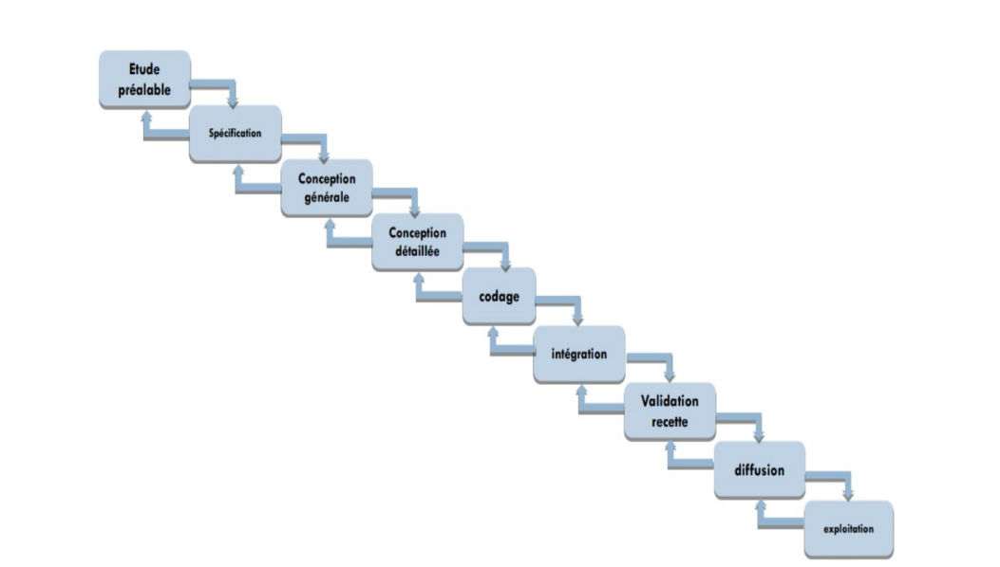 Etude
préalable
Spécification
Conception
générale
Conception
détaillée
codage
intégration
Validation
recette
diffusion
exploitation